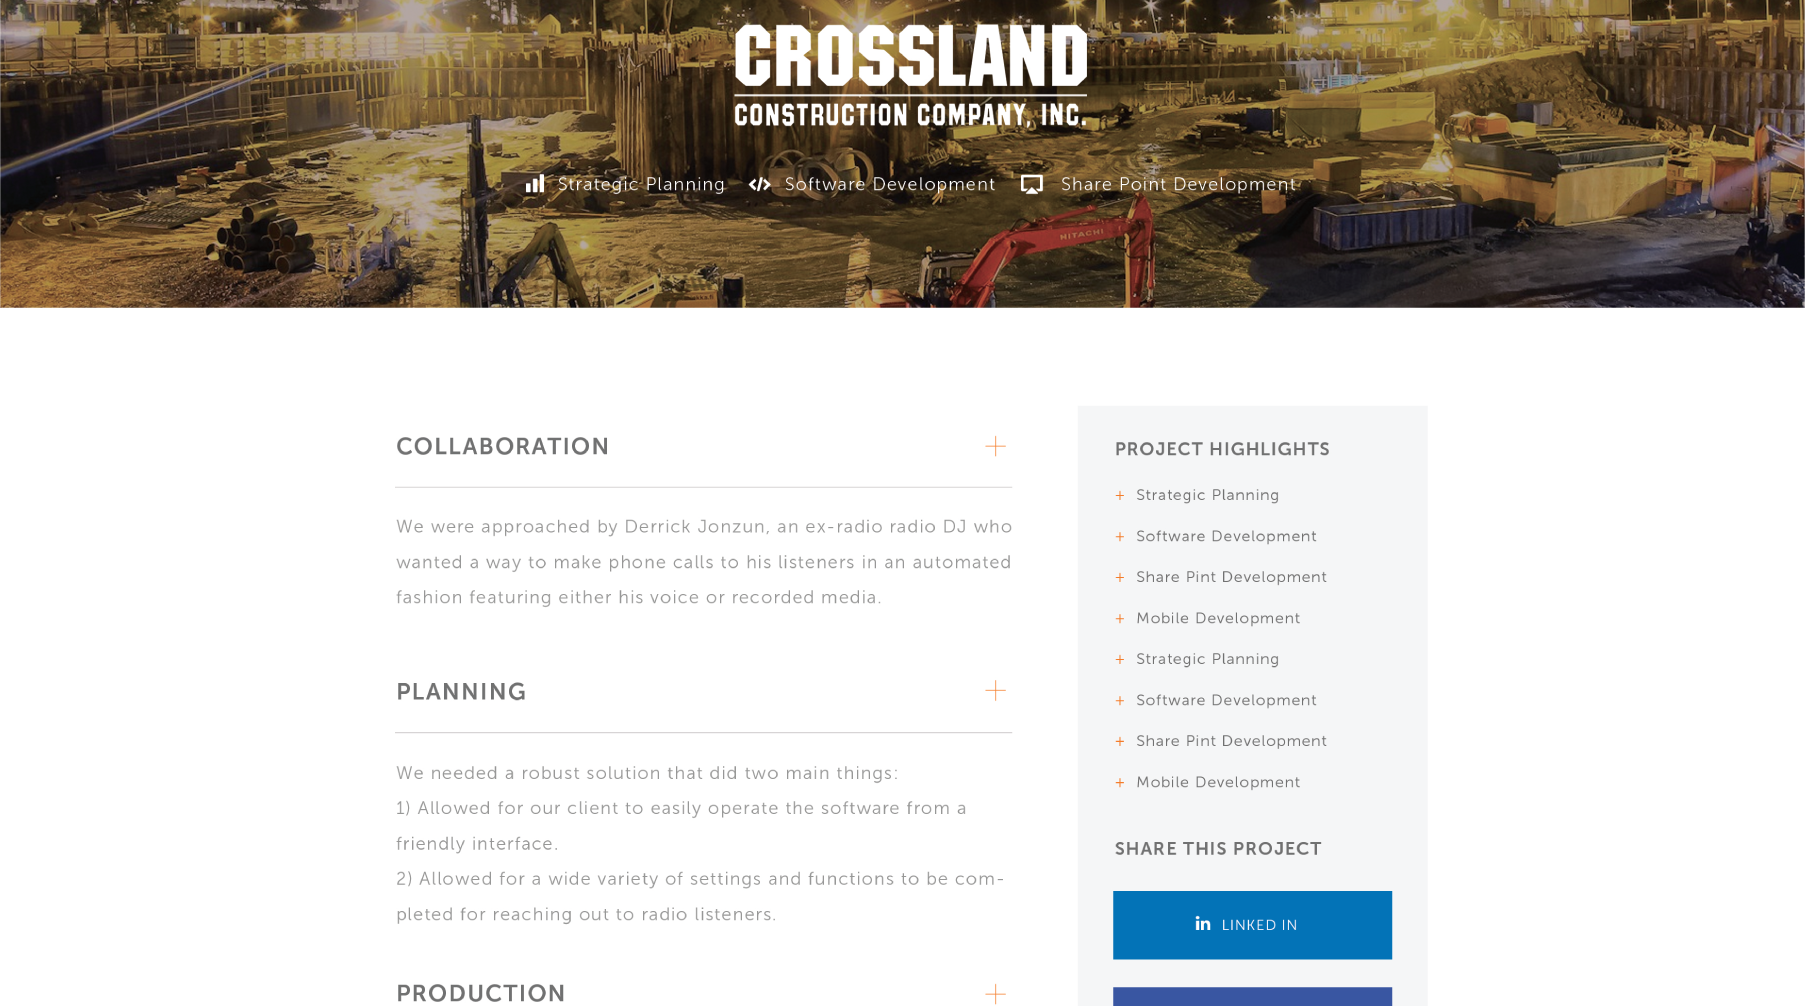 CROSSLAND
CONSTRUCTION COMPANY, INC.
Strategic Planning
Software Development
Share Point Development
HITACHI
COLLABORATION
We were approached by Derrick Jonzun, an ex-radio radio DJ who
wanted a way to make phone calls to his listeners in an automated
fashion featuring either his voice or recorded media.
PLANNING
We needed a robust solution that did two main things:
1) Allowed for our client to easily operate the software from a
friendly interface.
2) Allowed for a wide variety of settings and functions to be com-
pleted for reaching out to radio listeners.
PRODUCTION
PROJECT HIGHLIGHTS
+ Strategic Planning
+ Software Development
+ Share Pint Development
+ Mobile Development
+ Strategic Planning
+ Software Development
+ Share Pint Development
+ Mobile Development
SHARE THIS PROJECT
in LINKED IN